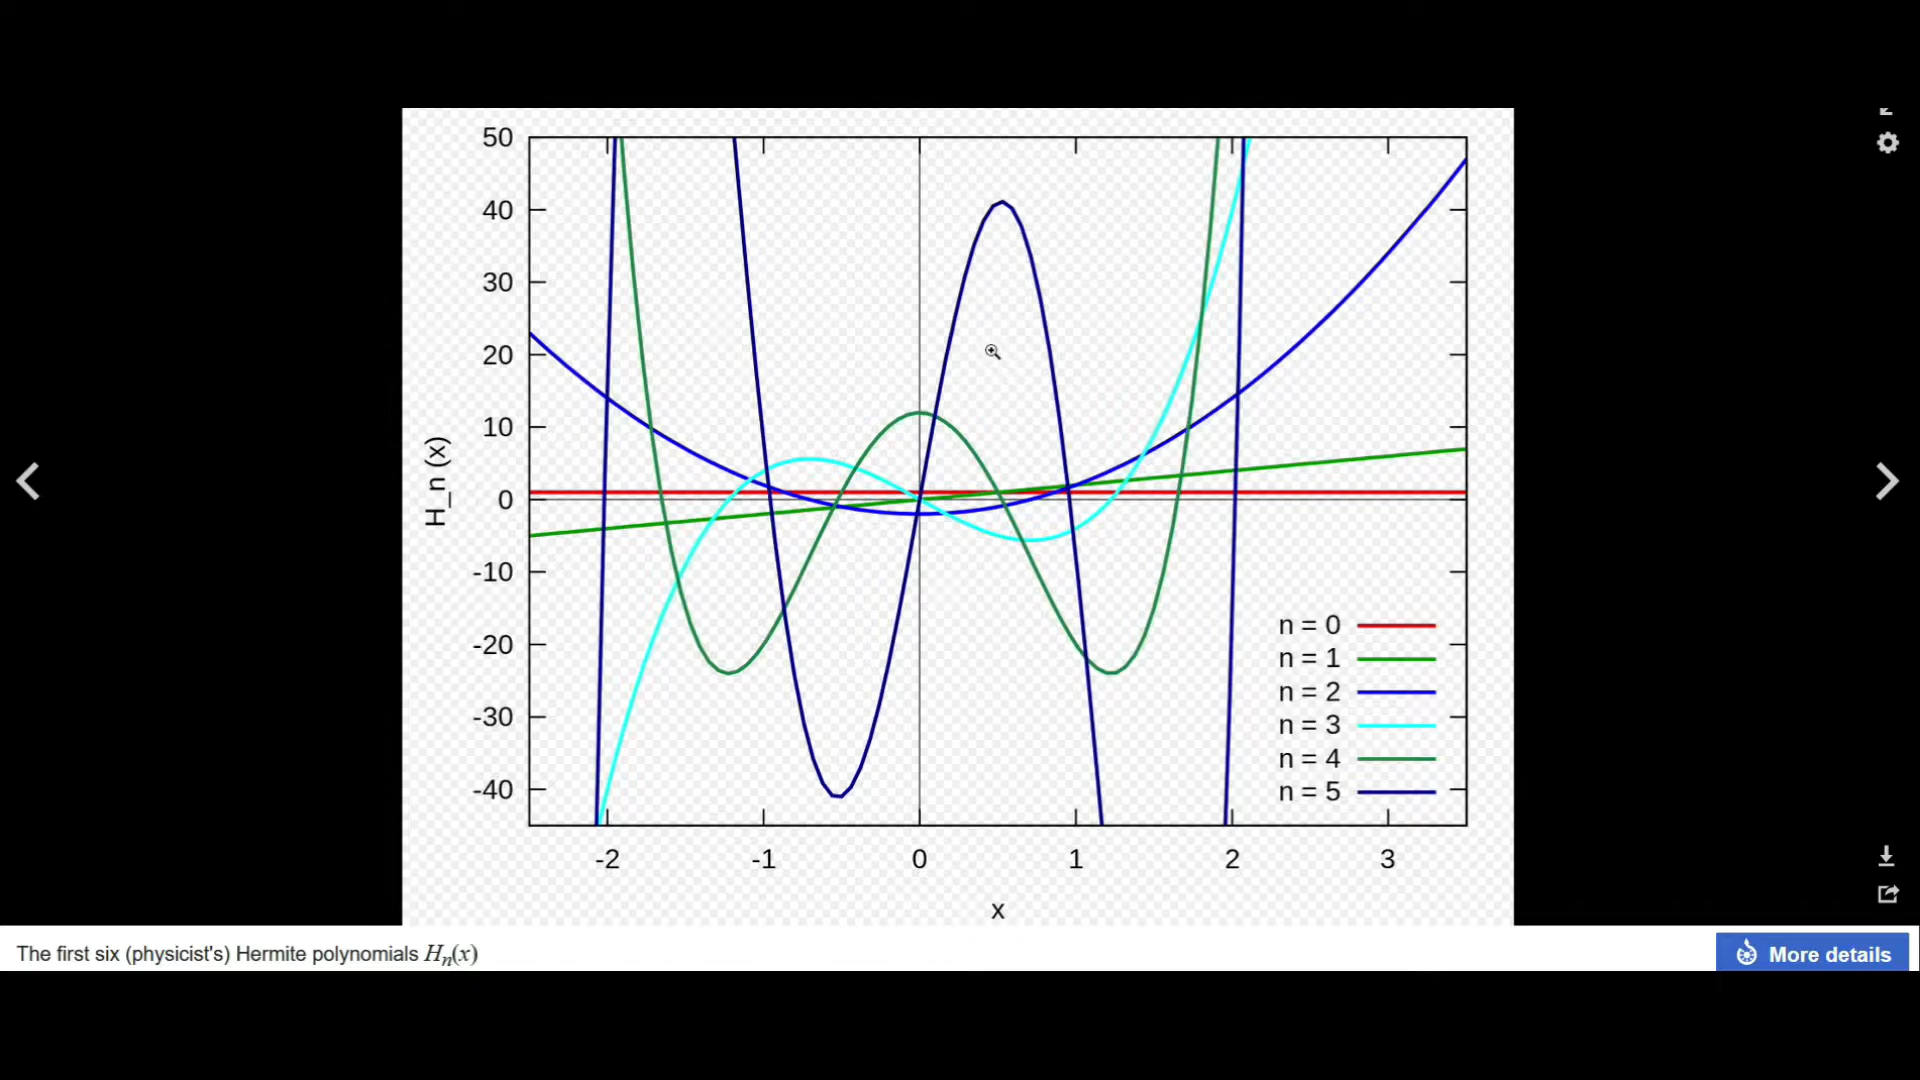 50
40
30
20
10
0
-10
-20
-30
-40
H_n (x)
n = 0
n = 1
n = 2
n = 3
n = 4
n = 5
-2 -1 0 1 2 3
x
The first six (physicist's) Hermite polynomials Hn(x)
More details